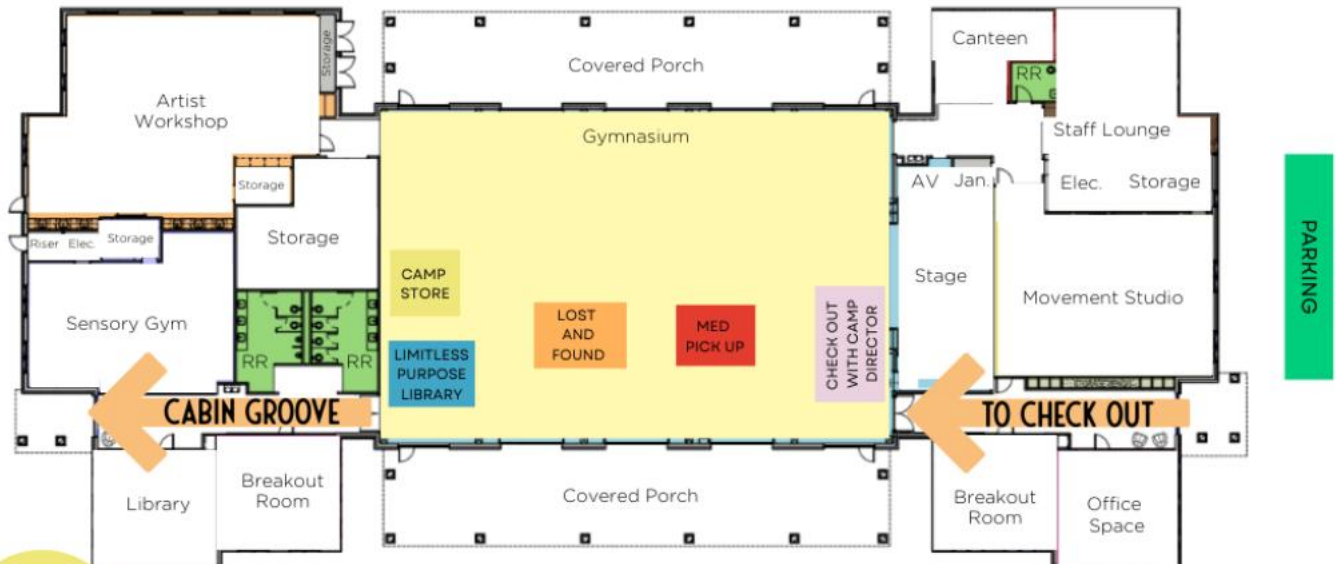 Storage
Artist
Workshop
Storage
Riser
Elec.
Storage
Storage
Sensory Gym
RR
RR
CABIN GROOVE
Library
Breakout
Room
Covered Porch
Gymnasium
CAMP
STORE
LIMITLESS
PURPOSE
LIBRARY
LOST
AND
FOUND
MED
PICK UP
CHECK OUT
WITH CAMP
DIRECTOR
Covered Porch
Canteen
RR
Staff Lounge
AV
Jan.
Elec.
Storage
Stage
Movement Studio
TO CHECK OUT
Breakout
Room
Office
Space
PARKING